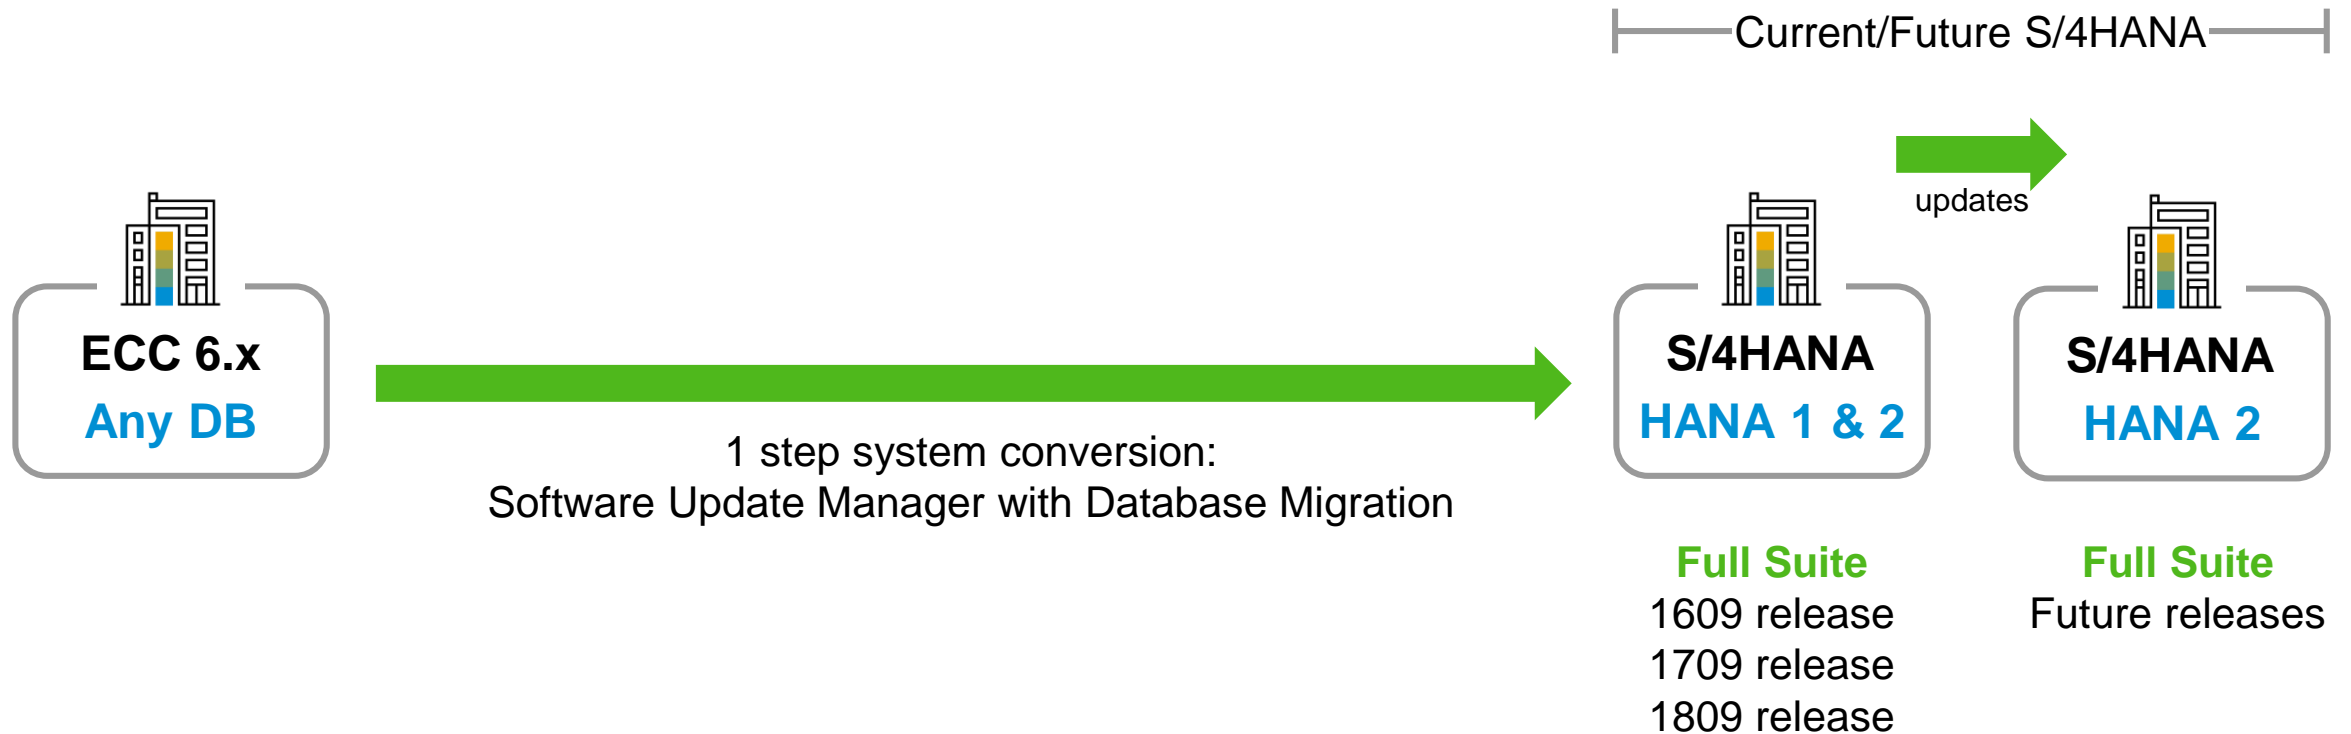 Current/Future S/4HANA
updates
ECC 6.x
Any DB
1 step system conversion:
Software Update Manager with Database Migration
S/4HANA
HANA 1 & 2
S/4HANA
HANA 2
Full Suite
1609 release
1709 release
1809 release
Full Suite
Future releases